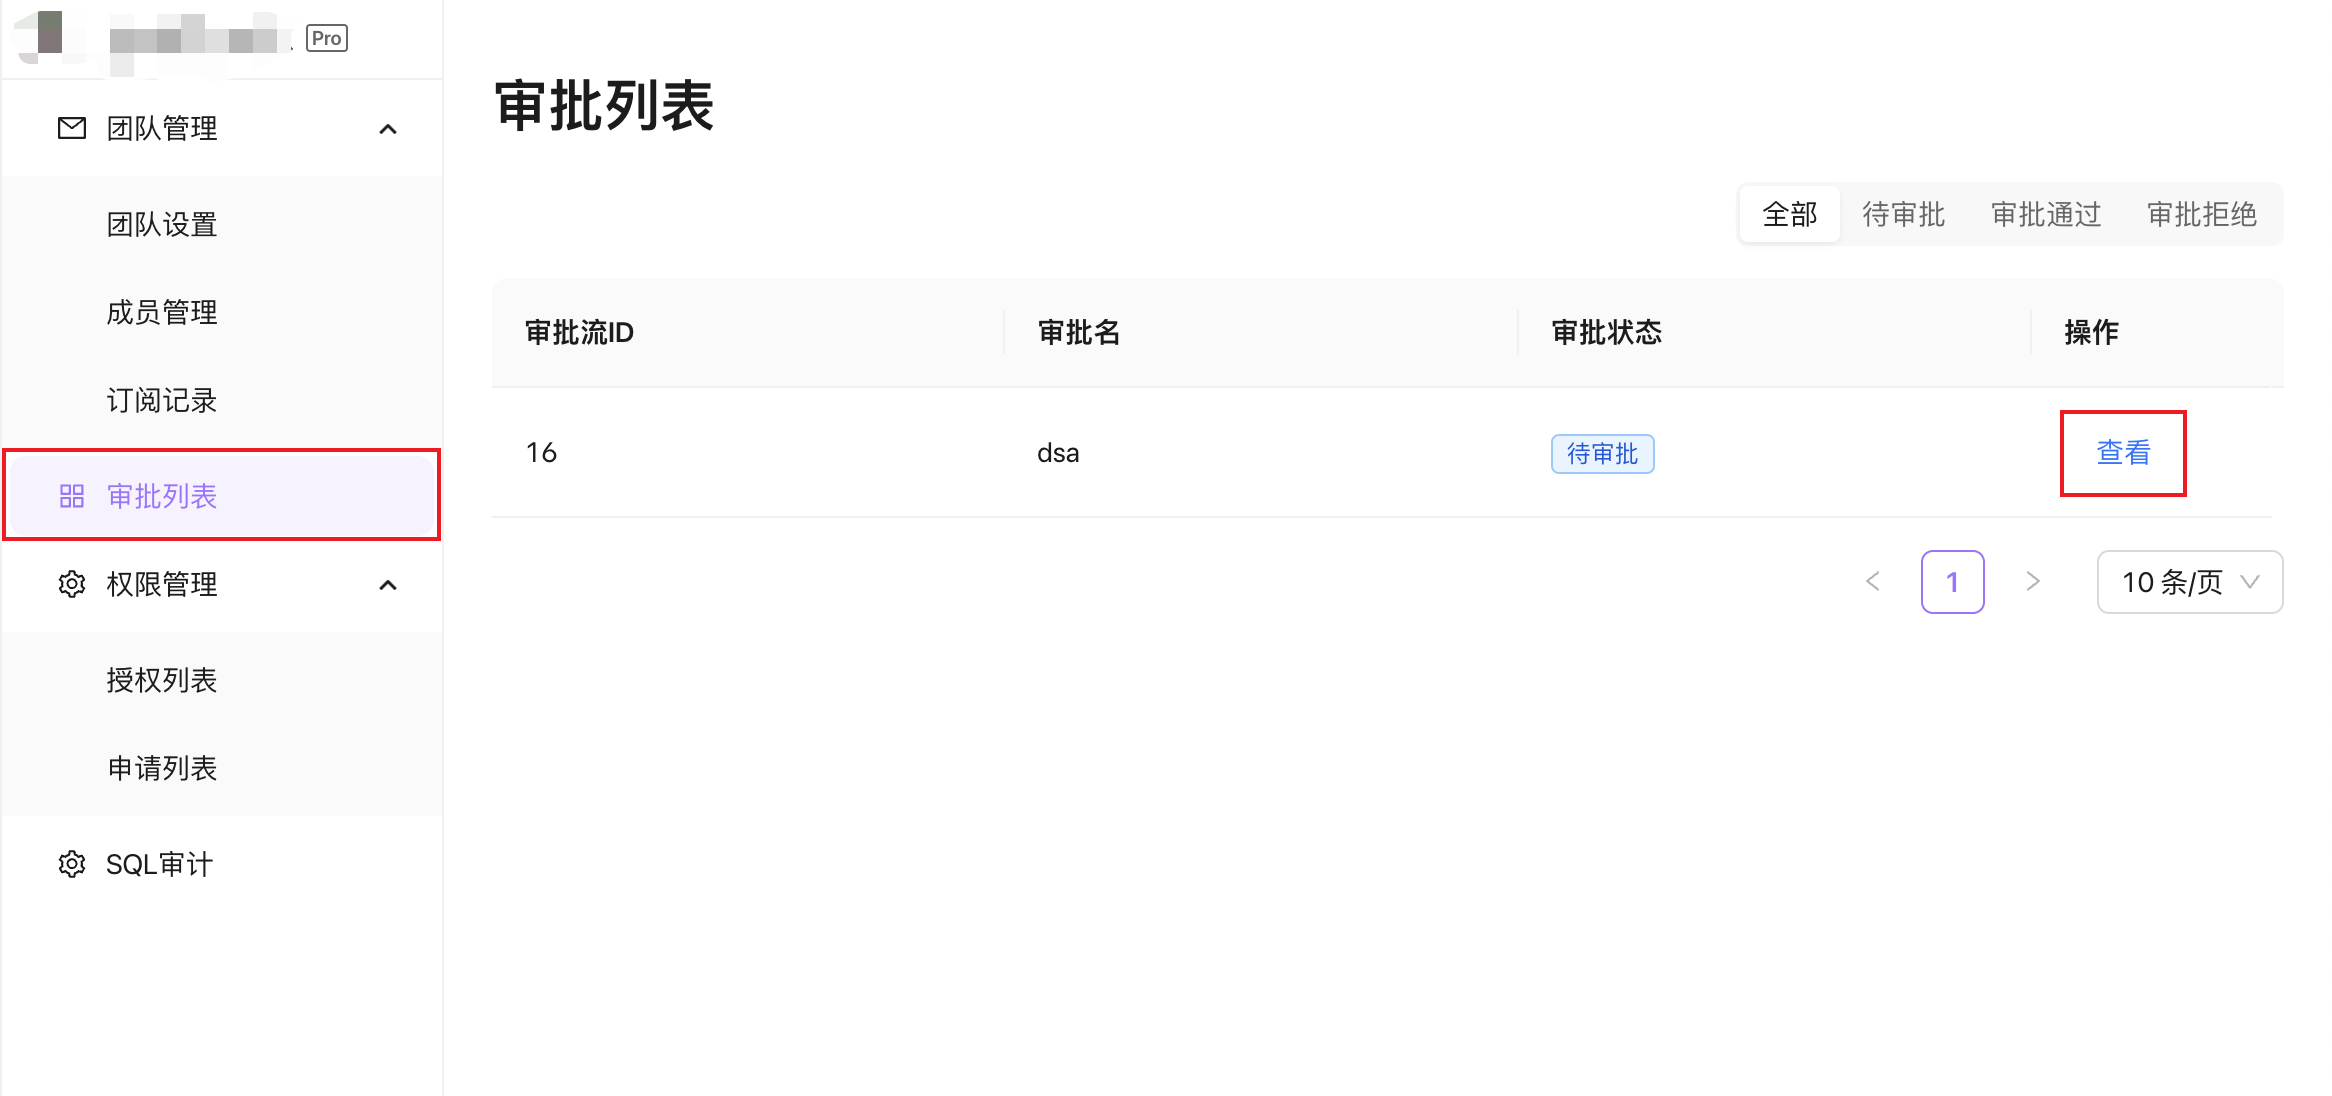 Pro
团队管理
团队设置
成员管理
订阅记录
审批列表
权限管理
授权列表
申请列表
SQL审计
审批列表
全部 待审批 审批通过 审批拒绝
审批流ID 审批名 审批状态 操作
16 dsa 待审批 查看
1 10 条/页